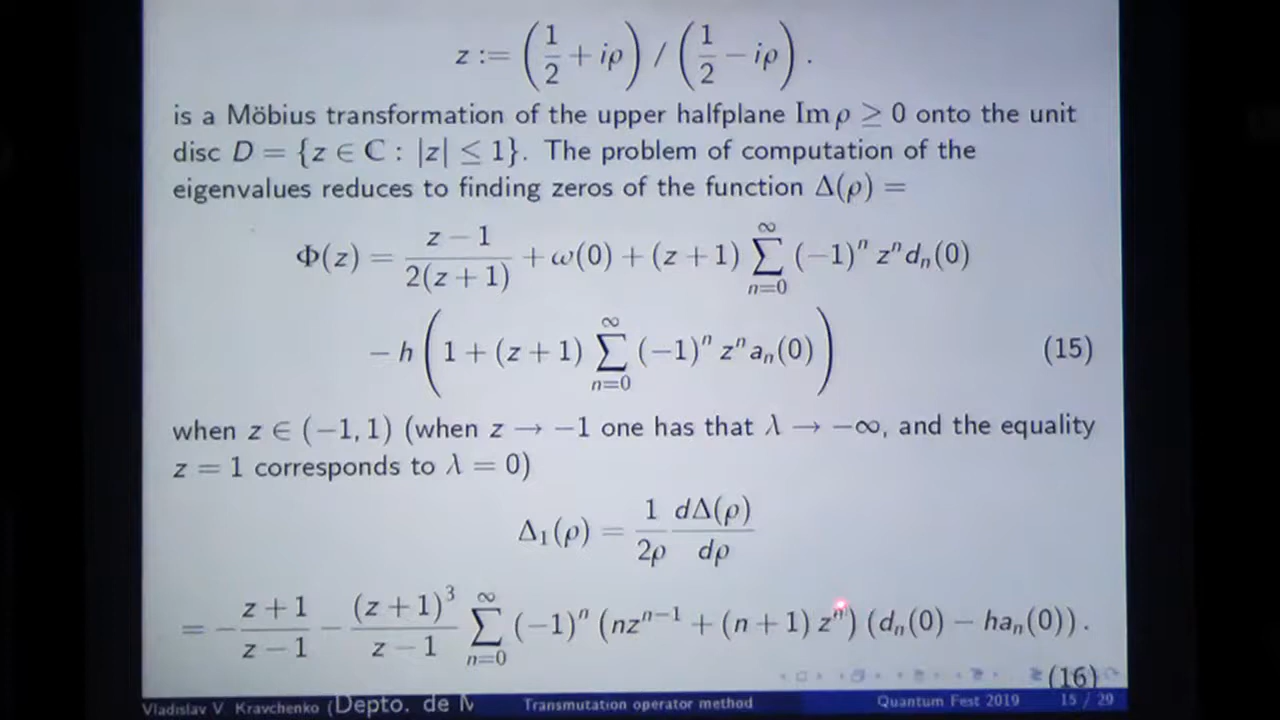 z := (1/2 + iρ) / (1/2 − iρ) .
is a Möbius transformation of the upper halfplane Im ρ ≥ 0 onto the unit
disc D = {z ∈ C : |z| ≤ 1}. The problem of computation of the
eigenvalues reduces to finding zeros of the function Δ(ρ) =
Φ(z) = (z − 1)/(2(z + 1)) + ω(0) + (z + 1) ∑_{n=0}^{∞} (−1)^n z^n d_n(0)
− h (1 + (z + 1) ∑_{n=0}^{∞} (−1)^n z^n a_n(0)) (15)
when z ∈ (−1, 1) (when z → −1 one has that λ → −∞, and the equality
z = 1 corresponds to λ = 0)
Δ₁(ρ) = 1/(2ρ) dΔ(ρ)/dρ
= − (z + 1)/(z − 1) − (z + 1)^3/(z − 1) ∑_{n=0}^{∞} (−1)^n (nz^{n−1} + (n + 1) z^n) (d_n(0) − ha_n(0)) .
(16)
Vladislav V. Kravchenko (Depto. de M Transmutation operator method Quantum Fest 2019 15 / 29